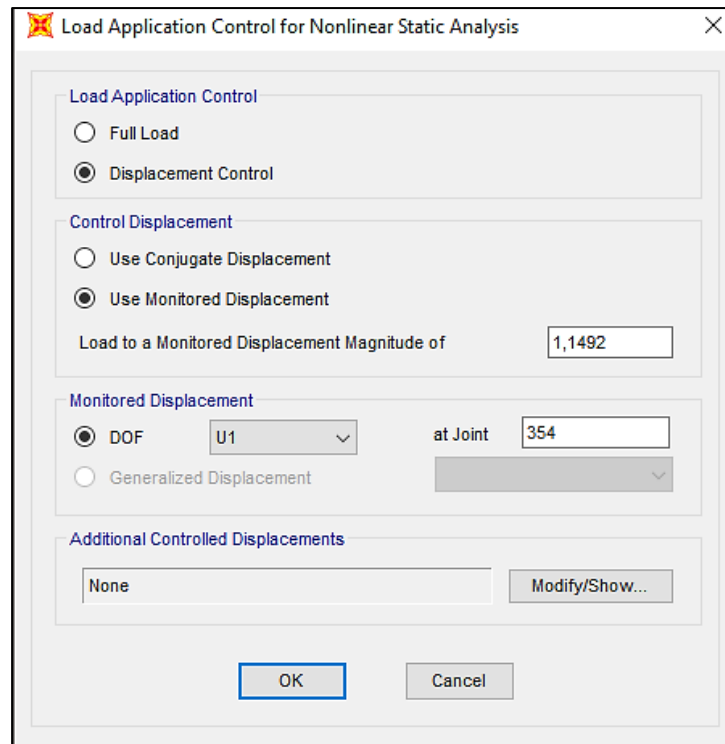 Load Application Control for Nonlinear Static Analysis
Load Application Control
Full Load
Displacement Control
Control Displacement
Use Conjugate Displacement
Use Monitored Displacement
Load to a Monitored Displacement Magnitude of 1,1492
Monitored Displacement
DOF U1 at Joint 354
Generalized Displacement
Additional Controlled Displacements
None Modify/Show...
OK Cancel